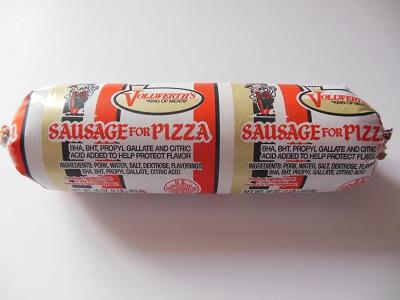 VOLLWERTH'S
"KING OF MEATS"
SAUSAGE FOR PIZZA
BHA, BHT, PROPYL GALLATE AND CITRIC
ACID ADDED TO HELP PROTECT FLAVOR
INGREDIENTS: PORK, WATER, SALT, DEXTROSE, FLAVORINGS,
BHA, BHT, PROPYL GALLATE, CITRIC ACID.
VOLLWERTH'S
"KING OF MEATS"
SAUSAGE FOR PIZZA
BHA, BHT, PROPYL GALLATE AND CITRIC
ACID ADDED TO HELP PROTECT FLAVOR
INGREDIENTS: PORK, WATER, SALT, DEXTROSE, FLAVORINGS,
BHA, BHT, PROPYL GALLATE, CITRIC ACID.